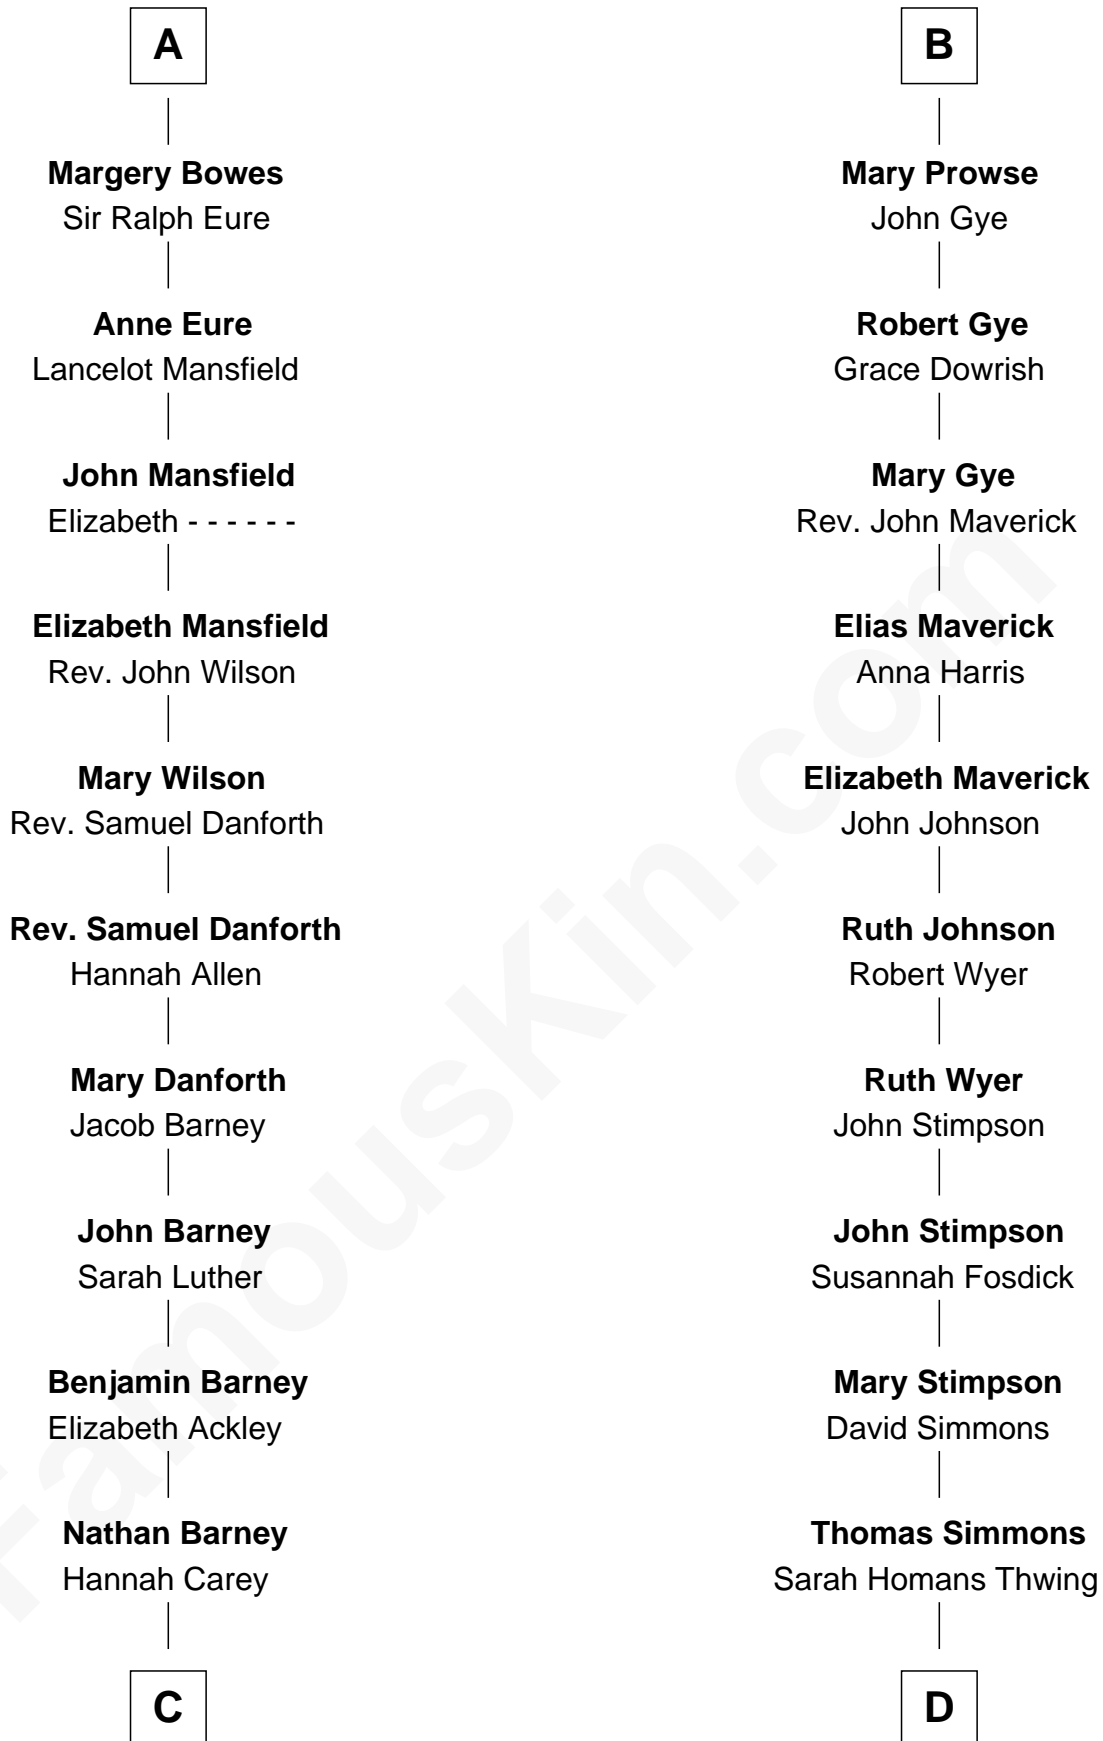 A
Margery Bowes
Sir Ralph Eure
Anne Eure
Lancelot Mansfield
John Mansfield
Elizabeth - - - - - -
Elizabeth Mansfield
Rev. John Wilson
Mary Wilson
Rev. Samuel Danforth
Rev. Samuel Danforth
Hannah Allen
Mary Danforth
Jacob Barney
John Barney
Sarah Luther
Benjamin Barney
Elizabeth Ackley
Nathan Barney
Hannah Carey
C
B
Mary Prowse
John Gye
Robert Gye
Grace Dowrish
Mary Gye
Rev. John Maverick
Elias Maverick
Anna Harris
Elizabeth Maverick
John Johnson
Ruth Johnson
Robert Wyer
Ruth Wyer
John Stimpson
John Stimpson
Susannah Fosdick
Mary Stimpson
David Simmons
Thomas Simmons
Sarah Homans Thwing
D
FamousKin.com